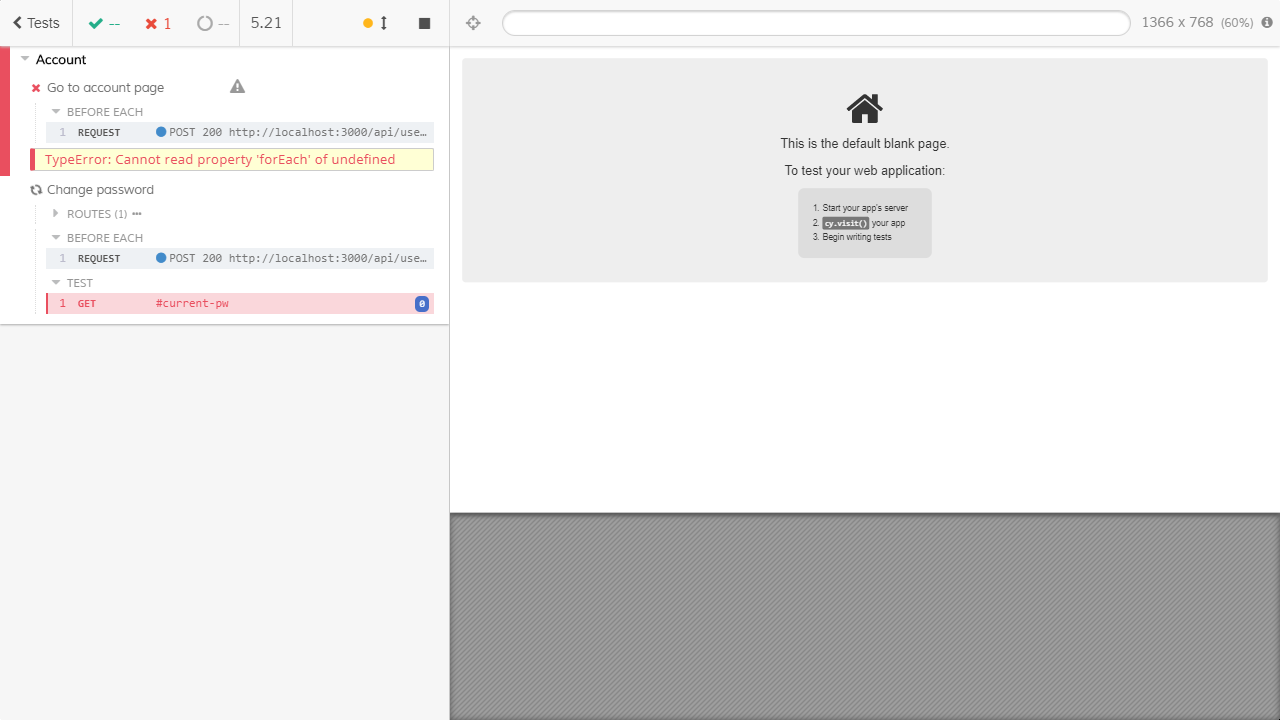 Tests
--
1
--
5.21
1366 x 768 (60%)
Account
Go to account page
BEFORE EACH
1 REQUEST POST 200 http://localhost:3000/api/use…
TypeError: Cannot read property 'forEach' of undefined
Change password
ROUTES (1)
BEFORE EACH
1 REQUEST POST 200 http://localhost:3000/api/use…
TEST
1 GET #current-pw 0
This is the default blank page.
To test your web application:
1. Start your app's server
2. cy.visit() your app
3. Begin writing tests